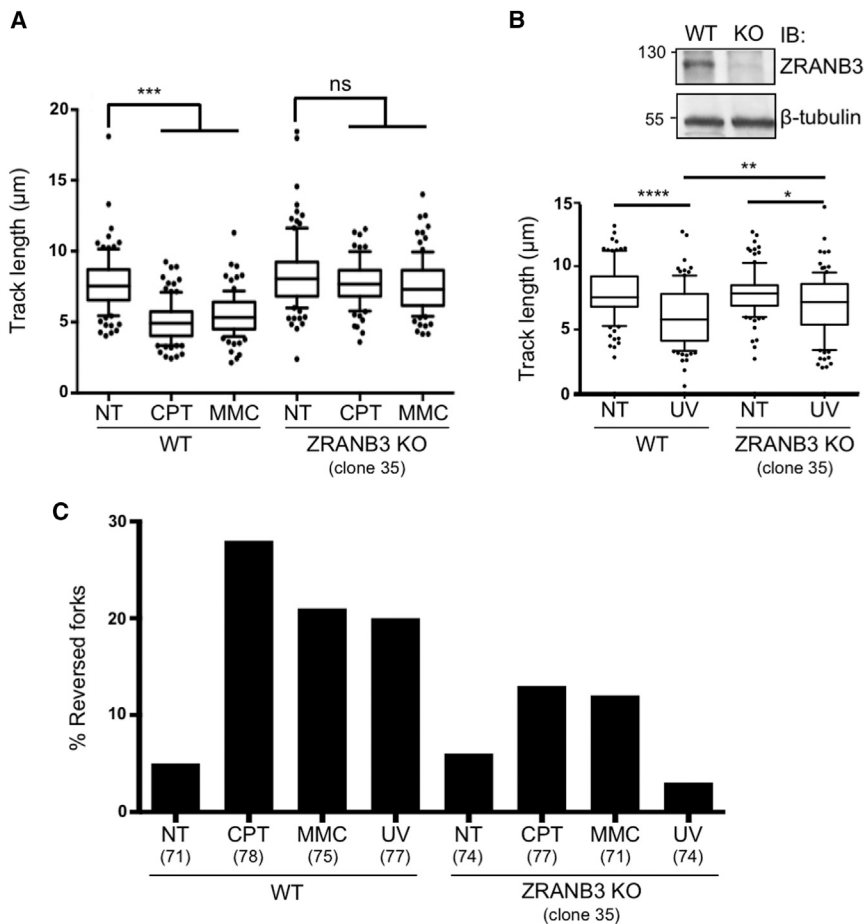 A
Track length (µm)
20
15
10
5
0
***
ns
NT CPT MMC NT CPT MMC
WT ZRANB3 KO
(clone 35)
B
WT KO IB:
130
ZRANB3
55
β-tubulin
Track length (µm)
15
10
5
0
**
**** *
NT UV NT UV
WT ZRANB3 KO
(clone 35)
C
% Reversed forks
30
20
10
0
NT CPT MMC UV NT CPT MMC UV
(71) (78) (75) (77) (74) (77) (71) (74)
WT ZRANB3 KO
(clone 35)